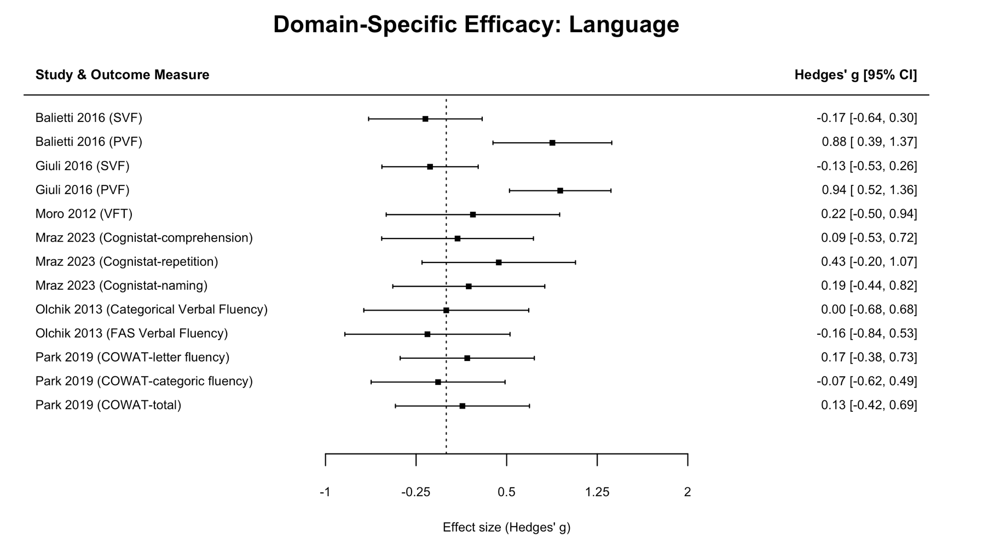 Domain-Specific Efficacy: Language
Study & Outcome Measure Hedges' g [95% CI]
Balietti 2016 (SVF) -0.17 [-0.64, 0.30]
Balietti 2016 (PVF) 0.88 [ 0.39, 1.37]
Giuli 2016 (SVF) -0.13 [-0.53, 0.26]
Giuli 2016 (PVF) 0.94 [ 0.52, 1.36]
Moro 2012 (VFT) 0.22 [-0.50, 0.94]
Mraz 2023 (Cognistat-comprehension) 0.09 [-0.53, 0.72]
Mraz 2023 (Cognistat-repetition) 0.43 [-0.20, 1.07]
Mraz 2023 (Cognistat-naming) 0.19 [-0.44, 0.82]
Olchik 2013 (Categorical Verbal Fluency) 0.00 [-0.68, 0.68]
Olchik 2013 (FAS Verbal Fluency) -0.16 [-0.84, 0.53]
Park 2019 (COWAT-letter fluency) 0.17 [-0.38, 0.73]
Park 2019 (COWAT-categoric fluency) -0.07 [-0.62, 0.49]
Park 2019 (COWAT-total) 0.13 [-0.42, 0.69]
-1 -0.25 0.5 1.25 2
Effect size (Hedges' g)